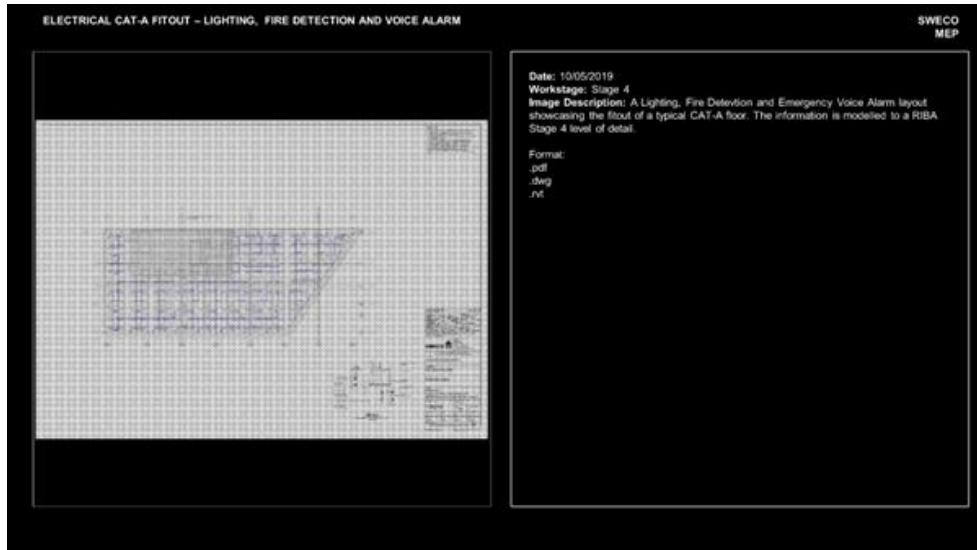 ELECTRICAL CAT-A FITOUT – LIGHTING, FIRE DETECTION AND VOICE ALARM
SWECO
MEP
Date: 10/05/2019
Workstage: Stage 4
Image Description: A Lighting, Fire Detevtion and Emergency Voice Alarm layout
showcasing the fitout of a typical CAT-A floor. The information is modelled to a RIBA
Stage 4 level of detail.
Format:
.pdf
.dwg
.rvt